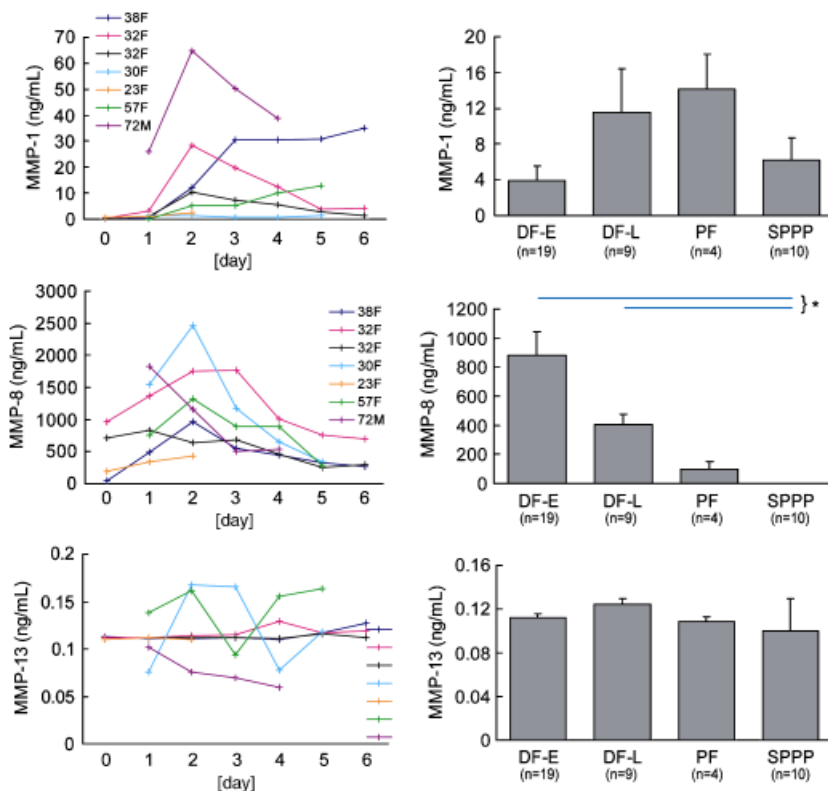 38F
32F
32F
30F
23F
57F
72M
MMP-1 (ng/mL)
70
60
50
40
30
20
10
0
0 1 2 3 4 5 6
[day]
MMP-1 (ng/mL)
20
16
12
8
4
0
DF-E DF-L PF SPPP
(n=19) (n=9) (n=4) (n=10)
MMP-8 (ng/mL)
3000
2500
2000
1500
1000
500
0
38F
32F
32F
30F
23F
57F
72M
0 1 2 3 4 5 6
[day]
MMP-8 (ng/mL)
1200
1000
800
600
400
200
0
} *
DF-E DF-L PF SPPP
(n=19) (n=9) (n=4) (n=10)
MMP-13 (ng/mL)
0.2
0.15
0.1
0.05
0
0 1 2 3 4 5 6
[day]
MMP-13 (ng/mL)
0.16
0.12
0.08
0.04
0
DF-E DF-L PF SPPP
(n=19) (n=9) (n=4) (n=10)